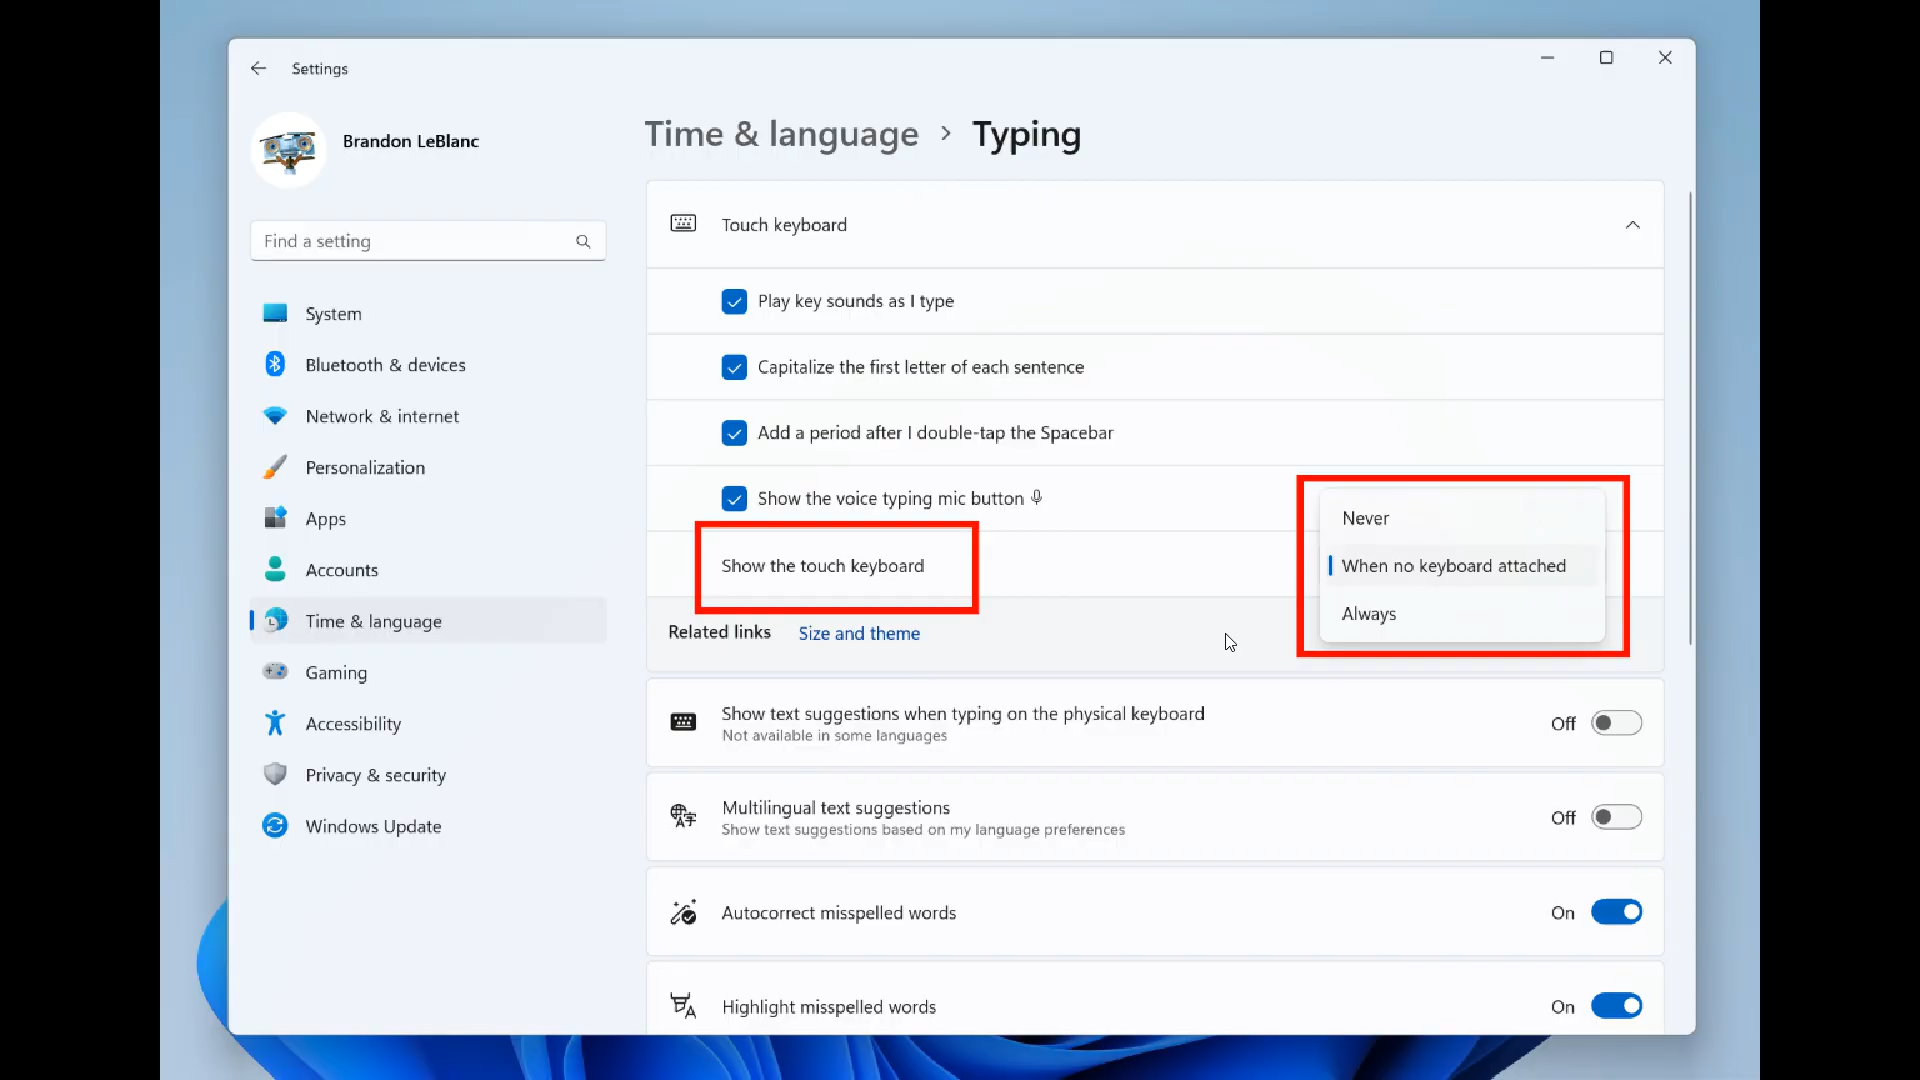 Settings
Brandon LeBlanc
Find a setting
System
Bluetooth & devices
Network & internet
Personalization
Apps
Accounts
Time & language
Gaming
Accessibility
Privacy & security
Windows Update
Time & language > Typing
Touch keyboard
Play key sounds as I type
Capitalize the first letter of each sentence
Add a period after I double-tap the Spacebar
Show the voice typing mic button
Show the touch keyboard
Never
When no keyboard attached
Always
Related links Size and theme
Show text suggestions when typing on the physical keyboard
Not available in some languages
Off
Multilingual text suggestions
Show text suggestions based on my language preferences
Off
Autocorrect misspelled words
On
Highlight misspelled words
On